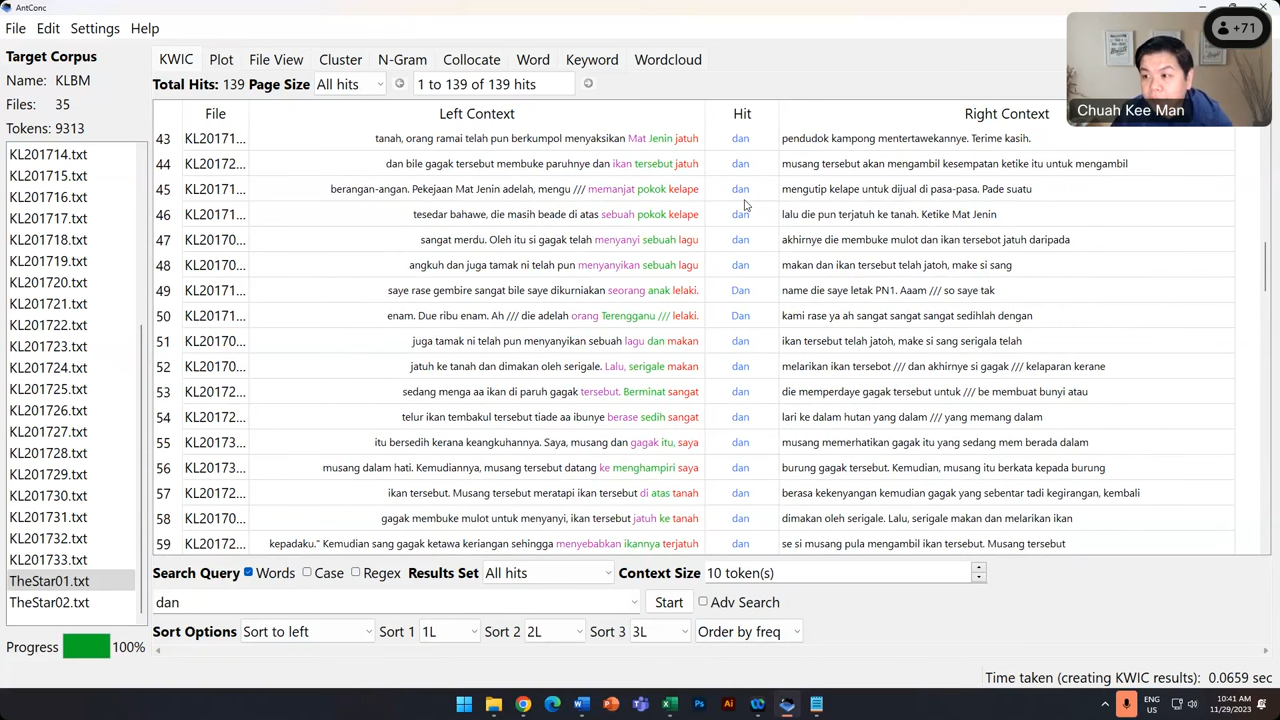 AntConc
File Edit Settings Help
+71
Chuah Kee Man
Target Corpus
Name: KLBM
Files: 35
Tokens: 9313
KL201714.txt
KL201715.txt
KL201716.txt
KL201717.txt
KL201718.txt
KL201719.txt
KL201720.txt
KL201721.txt
KL201722.txt
KL201723.txt
KL201724.txt
KL201725.txt
KL201726.txt
KL201727.txt
KL201728.txt
KL201729.txt
KL201730.txt
KL201731.txt
KL201732.txt
KL201733.txt
TheStar01.txt
TheStar02.txt
Progress 100%
KWIC Plot File View Cluster N-Gram Collocate Word Keyword Wordcloud
Total Hits: 139 Page Size All hits 1 to 139 of 139 hits
File Left Context Hit Right Context
43 KL20171... tanah, orang ramai telah pun berkumpol menyaksikan Mat Jenin jatuh dan pendudok kampong mentertawekannye. Terime kasih.
44 KL20172... dan bile gagak tersebut membuke paruhnye dan ikan tersebut jatuh dan musang tersebut akan mengambil kesempatan ketike itu untuk mengambil
45 KL20171... berangan-angan. Pekejaan Mat Jenin adelah, mengu /// memanjat pokok kelape dan mengutip kelape untuk dijual di pasa-pasa. Pade suatu
46 KL20171... tesedar bahawe, die masih beade di atas sebuah pokok kelape dan lalu die pun terjatuh ke tanah. Ketike Mat Jenin
47 KL20170... sangat merdu. Oleh itu si gagak telah menyanyi sebuah lagu dan akhirnye die membuke mulot dan ikan tersebot jatuh daripada
48 KL20170... angkuh dan juga tamak ni telah pun menyanyikan sebuah lagu dan makan dan ikan tersebut telah jatoh, make si sang
49 KL20171... saye rase gembire sangat bile saye dikurniakan seorang anak lelaki. Dan name die saye letak PN1. Aaam /// so saye tak
50 KL20171... enam. Due ribu enam. Ah /// die adelah orang Terengganu /// lelaki. Dan kami rase ya ah sangat sangat sangat sedihlah dengan
51 KL20170... juga tamak ni telah pun menyanyikan sebuah lagu dan makan dan ikan tersebut telah jatoh, make si sang serigala telah
52 KL20170... jatuh ke tanah dan dimakan oleh serigale. Lalu, serigale makan dan melarikan ikan tersebot /// dan akhirnye si gagak /// kelaparan kerane
53 KL20172... sedang menga aa ikan di paruh gagak tersebut. Berminat sangat dan die memperdaye gagak tersebut untuk /// be membuat bunyi atau
54 KL20172... telur ikan tembakul tersebut tiade aa ibunye berase sedih sangat dan lari ke dalam hutan yang dalam /// yang memang dalam
55 KL20173... itu bersedih kerana keangkuhannya. Saya, musang dan gagak itu, saya dan musang memerhatikan gagak itu yang sedang mem berada dalam
56 KL20173... musang dalam hati. Kemudiannya, musang tersebut datang ke menghampiri saya dan burung gagak tersebut. Kemudian, musang itu berkata kepada burung
57 KL20172... ikan tersebut. Musang tersebut meratapi ikan tersebut di atas tanah dan berasa kekenyangan kemudian gagak yang sebentar tadi kegirangan, kembali
58 KL20170... gagak membuke mulot untuk menyanyi, ikan tersebut jatuh ke tanah dan dimakan oleh serigale. Lalu, serigale makan dan melarikan ikan
59 KL20172... kepadaku." Kemudian sang gagak ketawa keriangan sehingga menyebabkan ikannya terjatuh dan se si musang pula mengambil ikan tersebut. Musang tersebut
Search Query Words Case Regex Results Set All hits Context Size 10 token(s)
dan Start Adv Search
Sort Options Sort to left Sort 1 1L Sort 2 2L Sort 3 3L Order by freq
Time taken (creating KWIC results): 0.0659 sec
ENG US
10:41 AM
11/29/2023